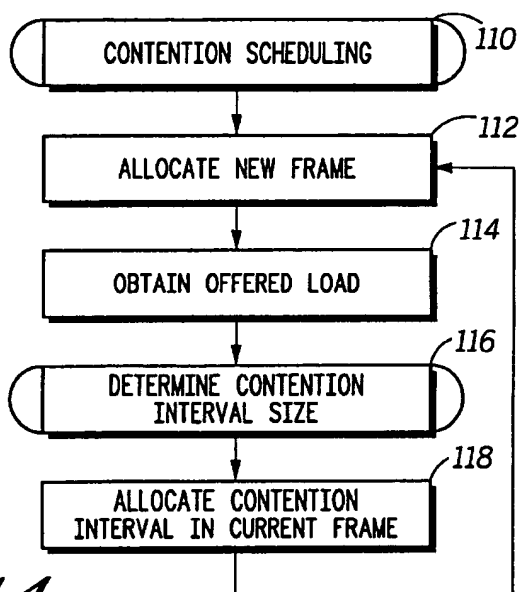 CONTENTION SCHEDULING
110
ALLOCATE NEW FRAME
112
OBTAIN OFFERED LOAD
114
DETERMINE CONTENTION
INTERVAL SIZE
116
ALLOCATE CONTENTION
INTERVAL IN CURRENT FRAME
118